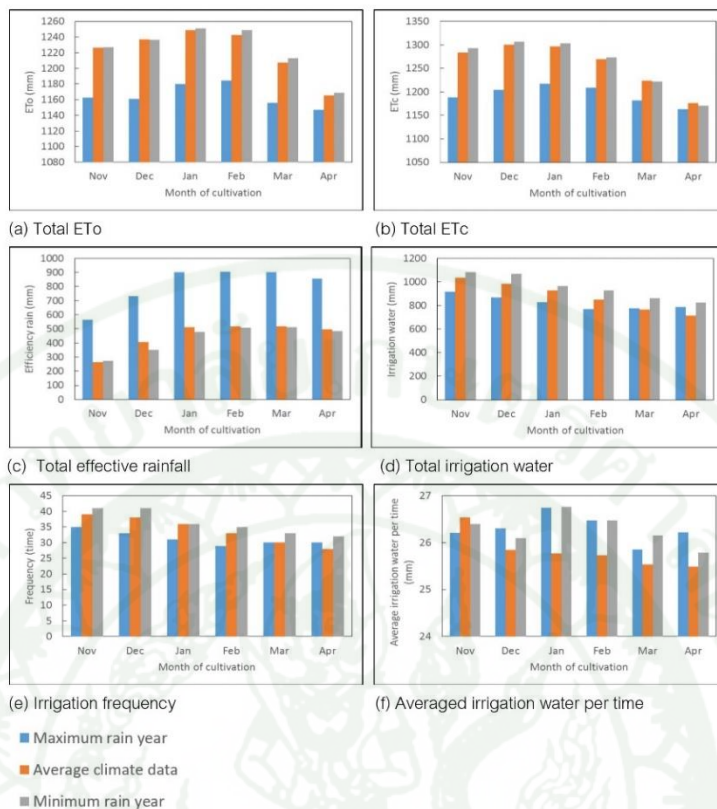 1260
1240
1220
1200
1180
1160
1140
1120
1100
1080
ETo (mm)
Nov Dec Jan Feb Mar Apr
Month of cultivation
(a) Total ETo
1350
1300
1250
1200
1150
1100
1050
ETc (mm)
Nov Dec Jan Feb Mar Apr
Month of cultivation
(b) Total ETc
1000
900
800
700
600
500
400
300
200
100
0
Efficiency rain (mm)
Nov Dec Jan Feb Mar Apr
Month of cultivation
(c) Total effective rainfall
1200
1000
800
600
400
200
0
Irrigation water (mm)
Nov Dec Jan Feb Mar Apr
Month of cultivation
(d) Total irrigation water
45
40
35
30
25
20
15
10
5
0
Frequency (time)
Nov Dec Jan Feb Mar Apr
Month of cultivation
(e) Irrigation frequency
27
26
25
24
Average irrigation water per time
(mm)
Nov Dec Jan Feb Mar Apr
Month of cultivation
(f) Averaged irrigation water per time
Maximum rain year
Average climate data
Minimum rain year